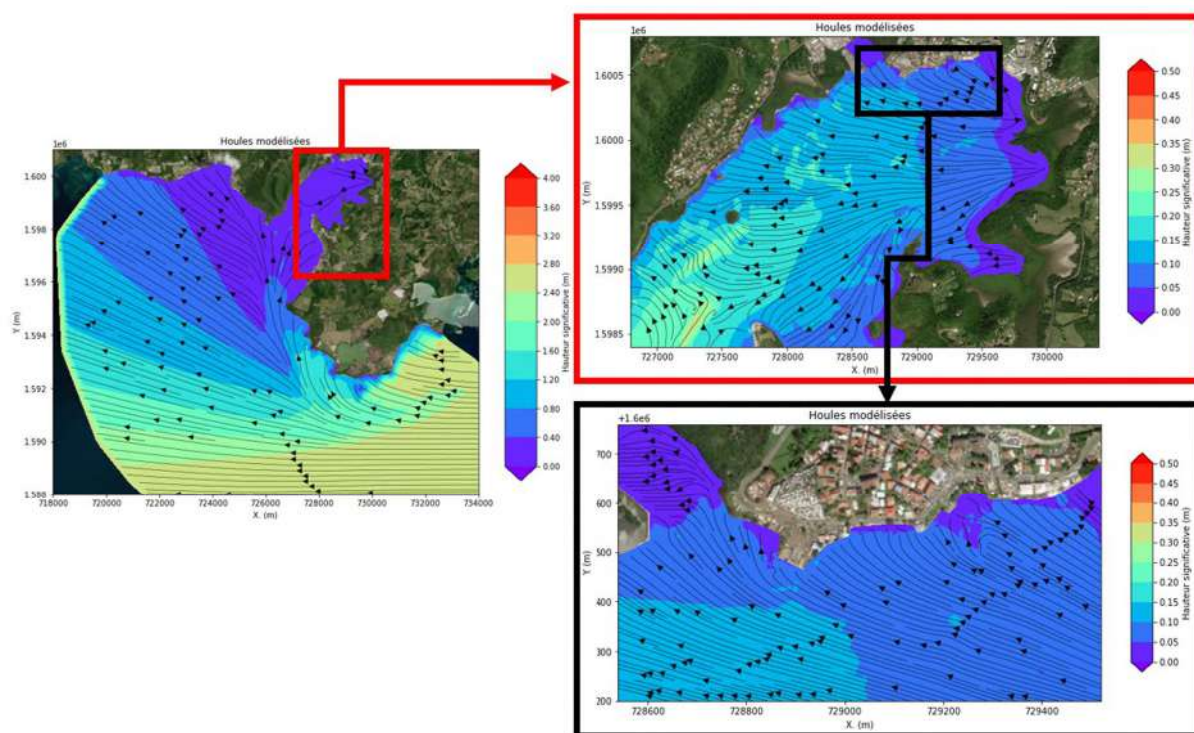 Houles modélisées
1e6
1.600
1.598
1.596
1.594
1.592
1.590
1.588
Y (m)
718000 720000 722000 724000 726000 728000 730000 732000 734000
X. (m)
4.00
3.60
3.20
2.80
2.40
2.00
1.60
1.20
0.80
0.40
0.00
Hauteur significative (m)
Houles modélisées
1e6
1.6005
1.6000
1.5995
1.5990
1.5985
Y (m)
727000 727500 728000 728500 729000 729500 730000
X. (m)
0.50
0.45
0.40
0.35
0.30
0.25
0.20
0.15
0.10
0.05
0.00
Hauteur significative (m)
Houles modélisées
+1.6e6
700
600
500
400
300
200
Y (m)
728600 728800 729000 729200 729400
X. (m)
0.50
0.45
0.40
0.35
0.30
0.25
0.20
0.15
0.10
0.05
0.00
Hauteur significative (m)